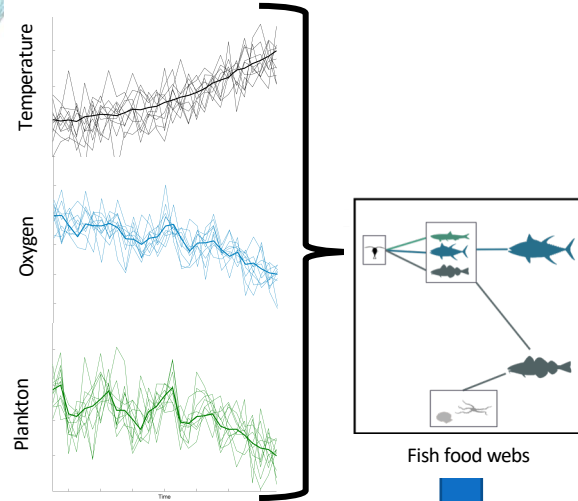 Temperature
Oxygen
Plankton
Time
Fish food webs